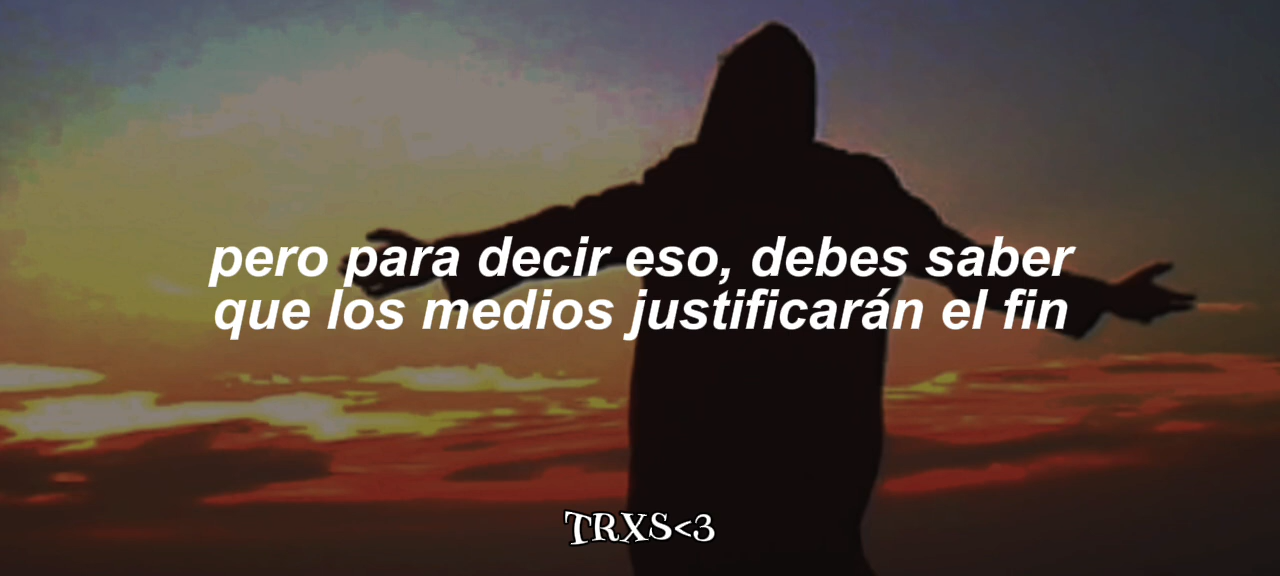 pero para decir eso, debes saber
que los medios justificarán el fin
TRXS<3